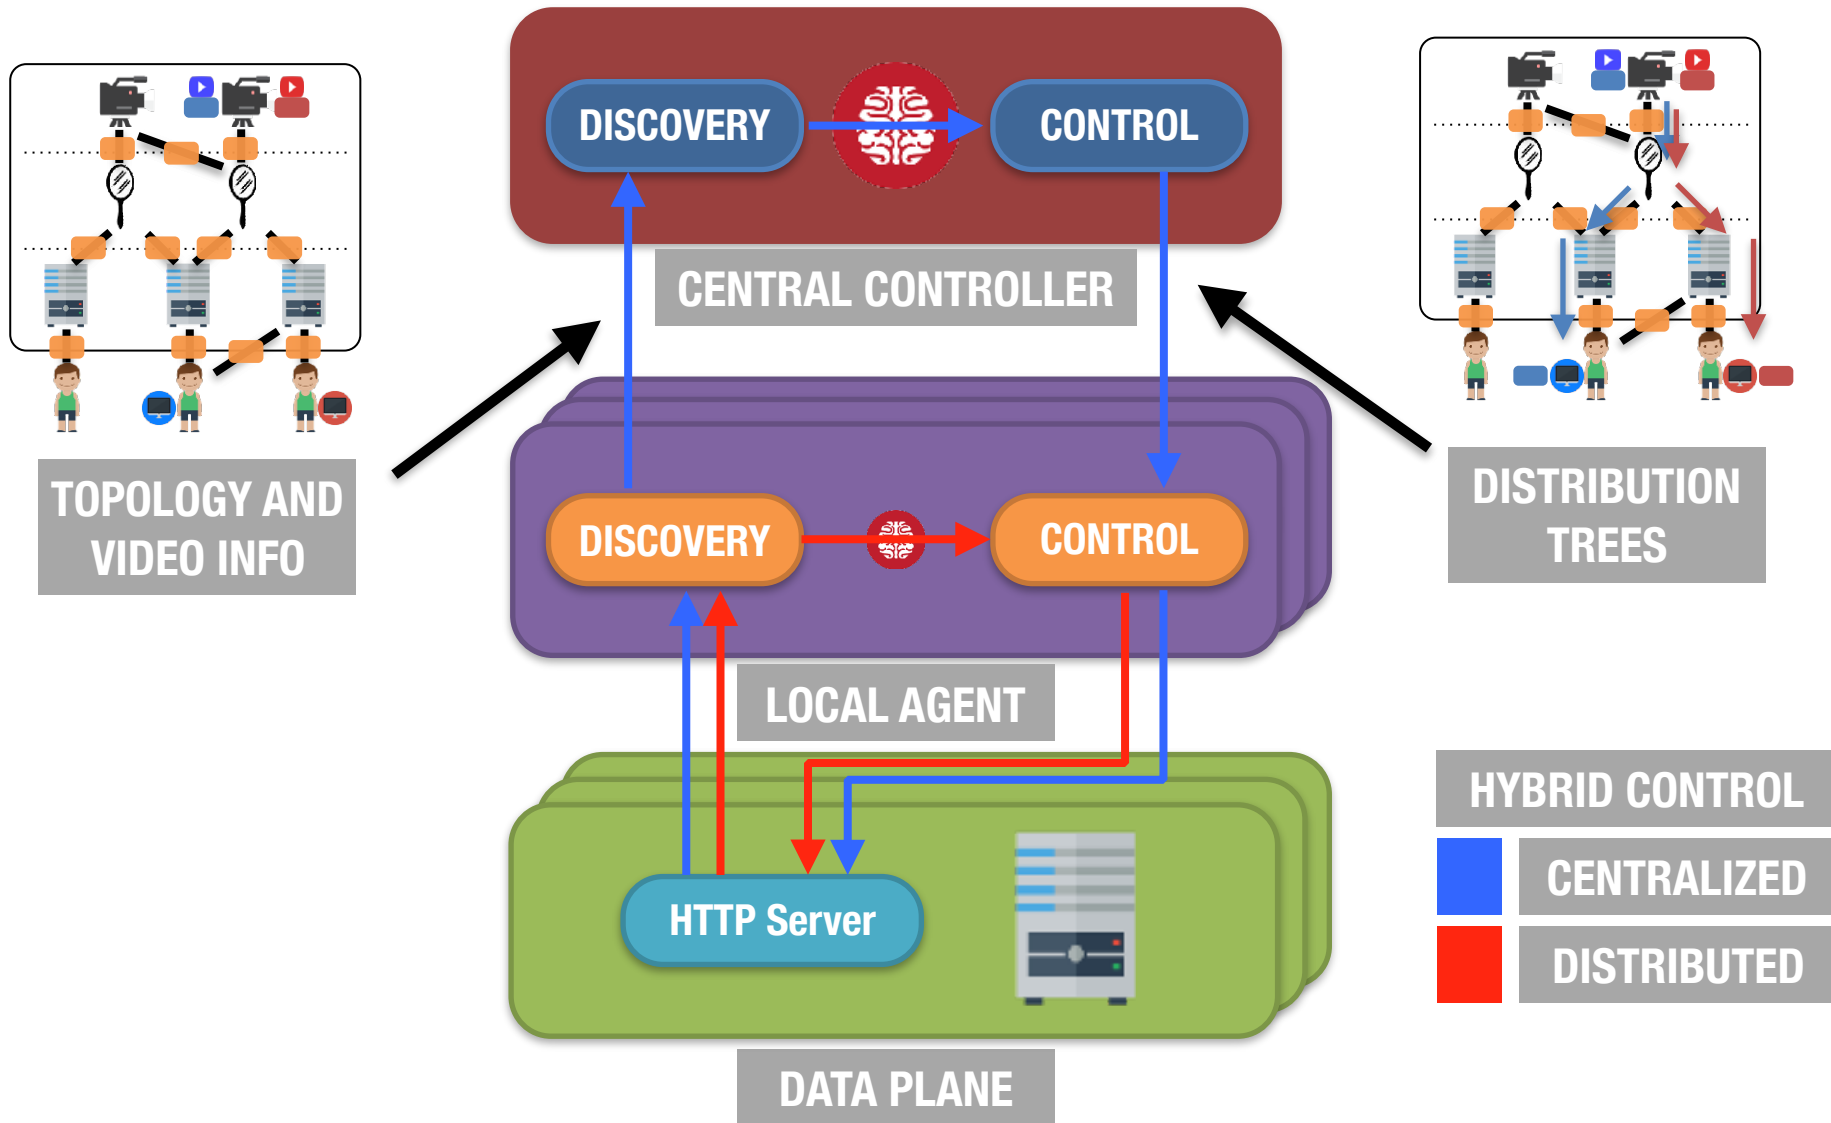 DISCOVERY
CONTROL
CENTRAL CONTROLLER
TOPOLOGY AND
VIDEO INFO
DISTRIBUTION
TREES
DISCOVERY
CONTROL
LOCAL AGENT
HTTP Server
DATA PLANE
HYBRID CONTROL
CENTRALIZED
DISTRIBUTED